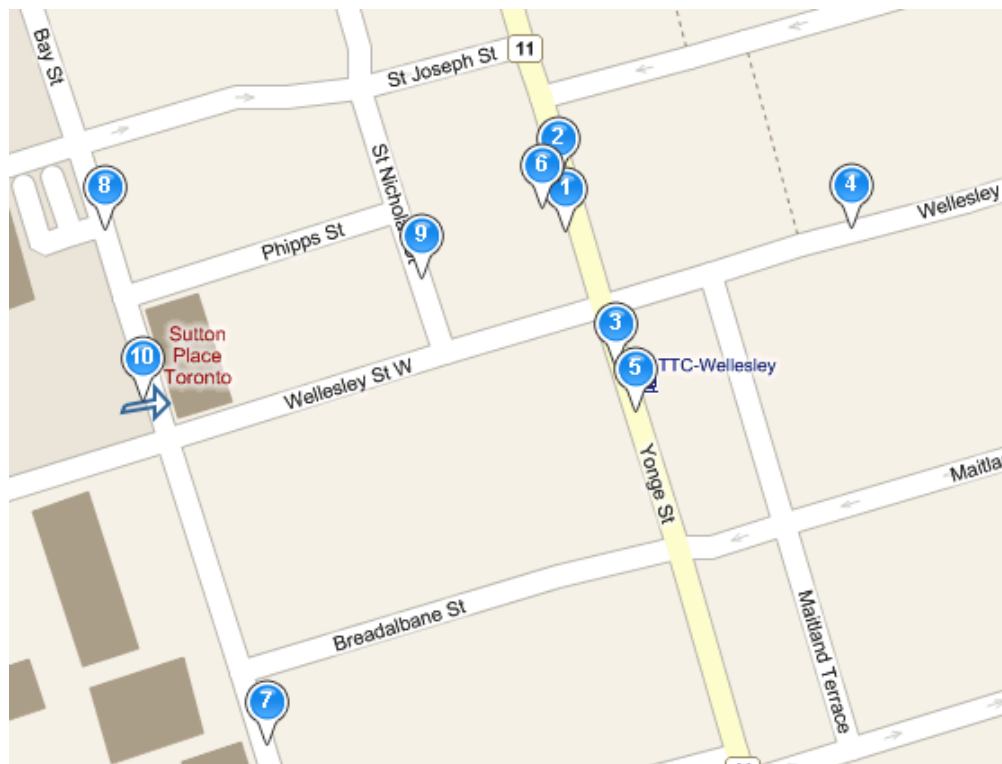 Bay St
St Joseph St
11
2
6
1
8
4
St Nicholas St
Wellesley
9
Phipps St
3
Sutton
Place
Toronto
10
5
TTC-Wellesley
Wellesley St W
Yonge St
Maitla
Breadalbane St
Maitland Terrace
7